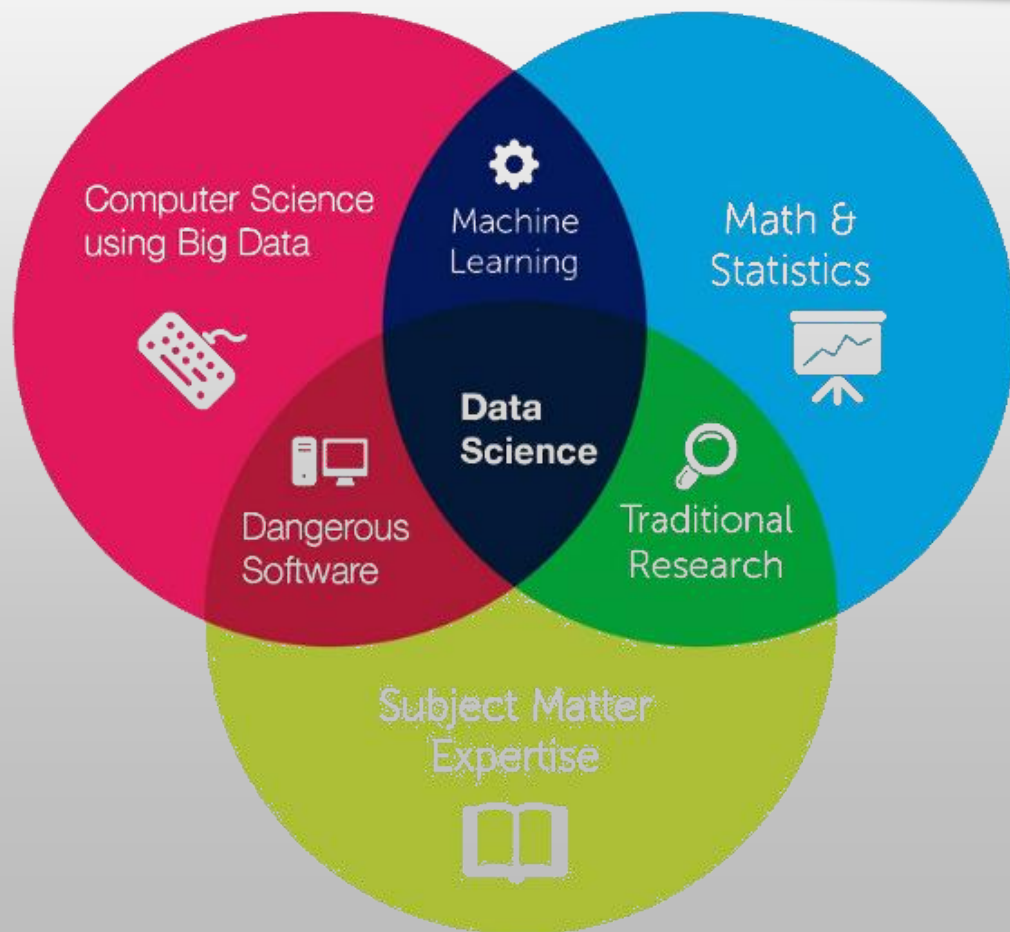 Computer Science
using Big Data
Machine
Learning
Math &
Statistics
Data
Science
Dangerous
Software
Traditional
Research
Subject Matter
Expertise